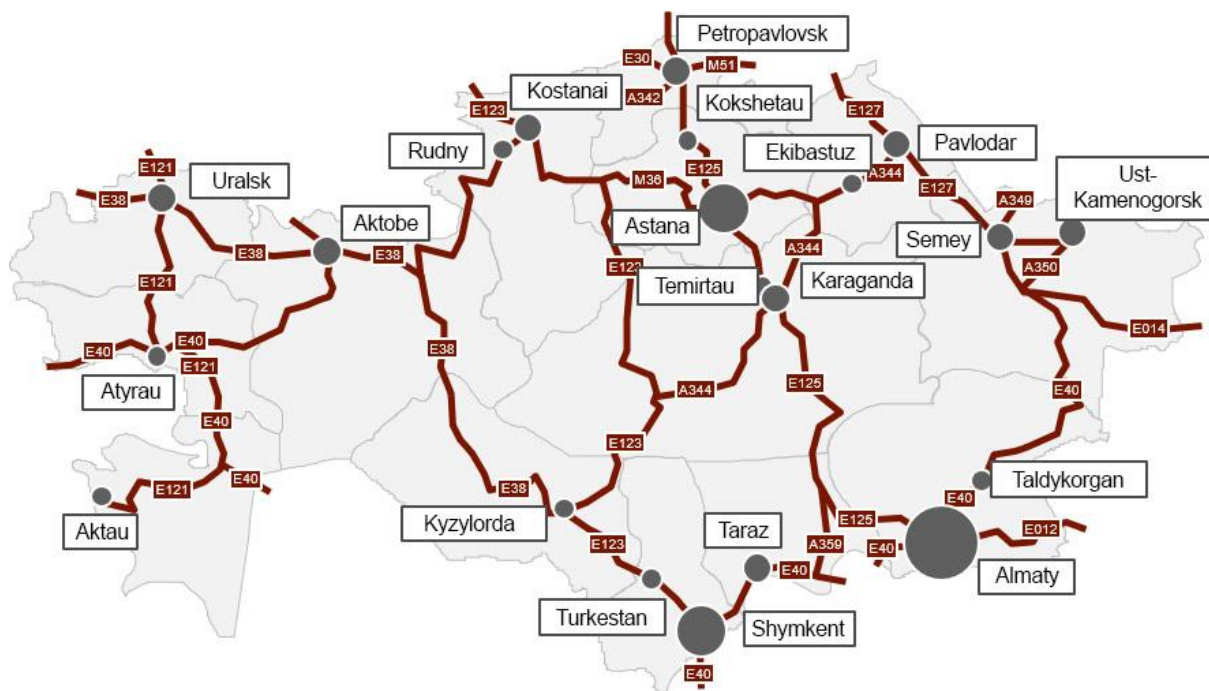 Petropavlovsk
E30
M51
E123
Kostanai
A342
Kokshetau
E127
Rudny
E125
Ekibastuz
Pavlodar
E121
Uralsk
M36
A344
E127
Ust-
Kamenogorsk
E38
Aktobe
Astana
A349
Semey
E38
E38
A344
A350
E121
E123
Temirtau
Karaganda
E014
E40
E40
E38
E121
Atyrau
A344
E125
E40
E40
E123
E121
E40
E38
Taldykorgan
E40
Aktau
Kyzylorda
E123
Taraz
E125
E012
A359
E40
E40
Almaty
Turkestan
Shymkent
E40